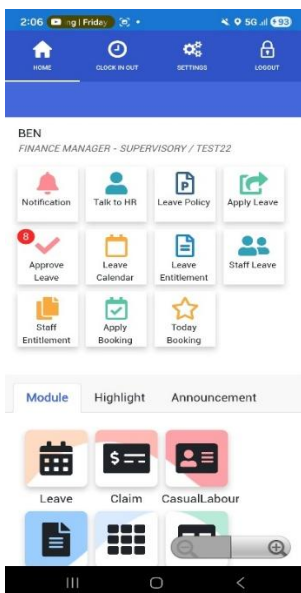 2:06 ng | Friday 5G 93
HOME CLOCK IN OUT SETTINGS LOGOUT
BEN
FINANCE MANAGER - SUPERVISORY / TEST22
Notification Talk to HR Leave Policy Apply Leave
8
Approve Leave Leave Entitlement Staff Leave
Leave Calendar Entitlement
Staff Apply Today
Entitlement Booking Booking
Module Highlight Announcement
Leave Claim CasualLabour